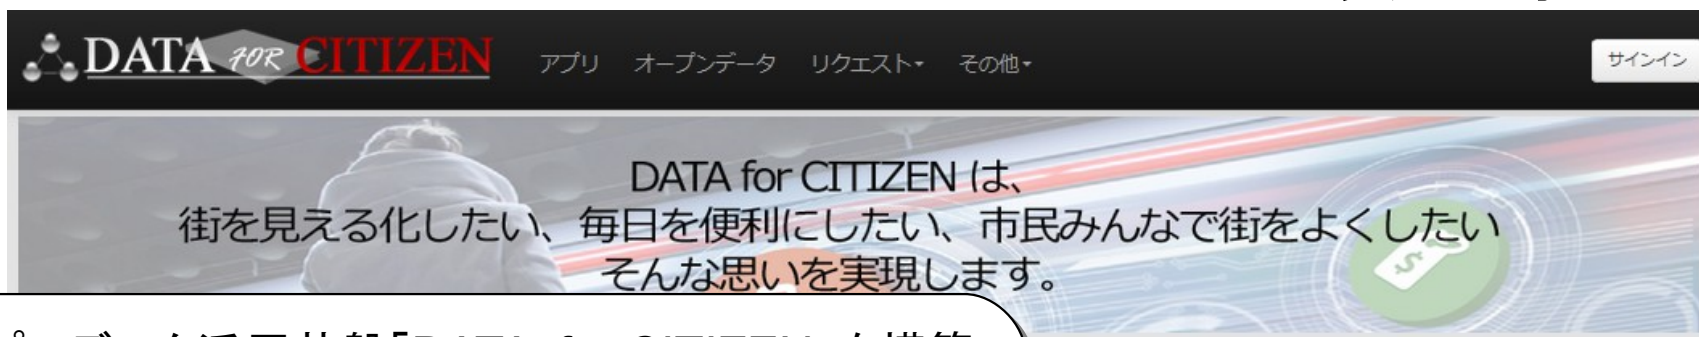 DATA FOR CITIZEN アプリ オープンデータ リクエスト その他 サインイン
DATA for CITIZEN は、
街を見える化したい、毎日を便利にしたい、市民みんなで街をよくしたい
そんな思いを実現します。
DATA for CITIZEN